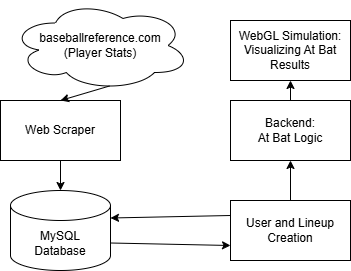 baseballreference.com
(Player Stats)
WebGL Simulation:
Visualizing At Bat
Results
Web Scraper
Backend:
At Bat Logic
MySQL
Database
User and Lineup
Creation